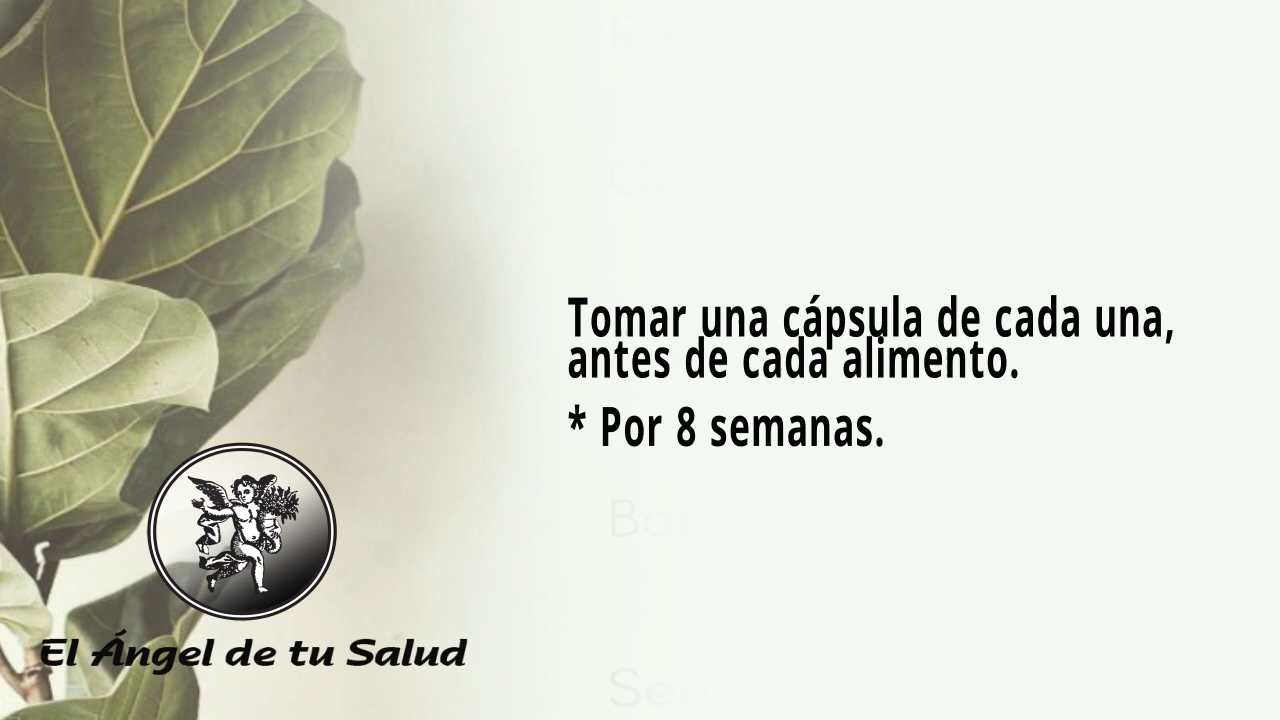 Tomar una cápsula de cada una,
antes de cada alimento.
* Por 8 semanas.
El Ángel de tu Salud